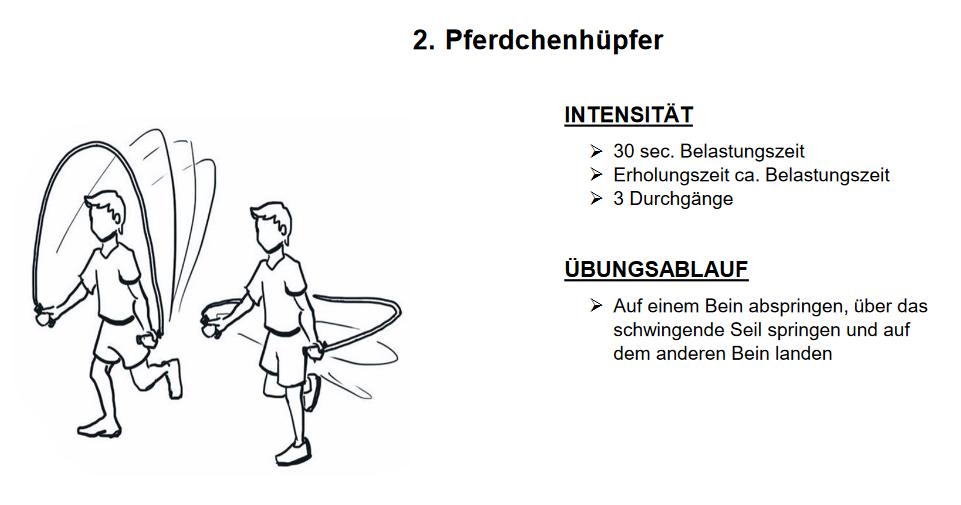 2. Pferdchenhüpfer
INTENSITÄT
➢ 30 sec. Belastungszeit
➢ Erholungszeit ca. Belastungszeit
➢ 3 Durchgänge
ÜBUNGSABLAUF
➢ Auf einem Bein abspringen, über das
schwingende Seil springen und auf
dem anderen Bein landen